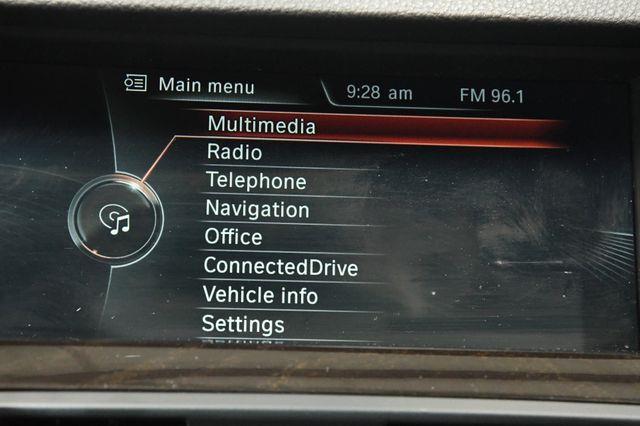 Main menu 9:28 am FM 96.1
Multimedia
Radio
Telephone
Navigation
Office
ConnectedDrive
Vehicle info
Settings